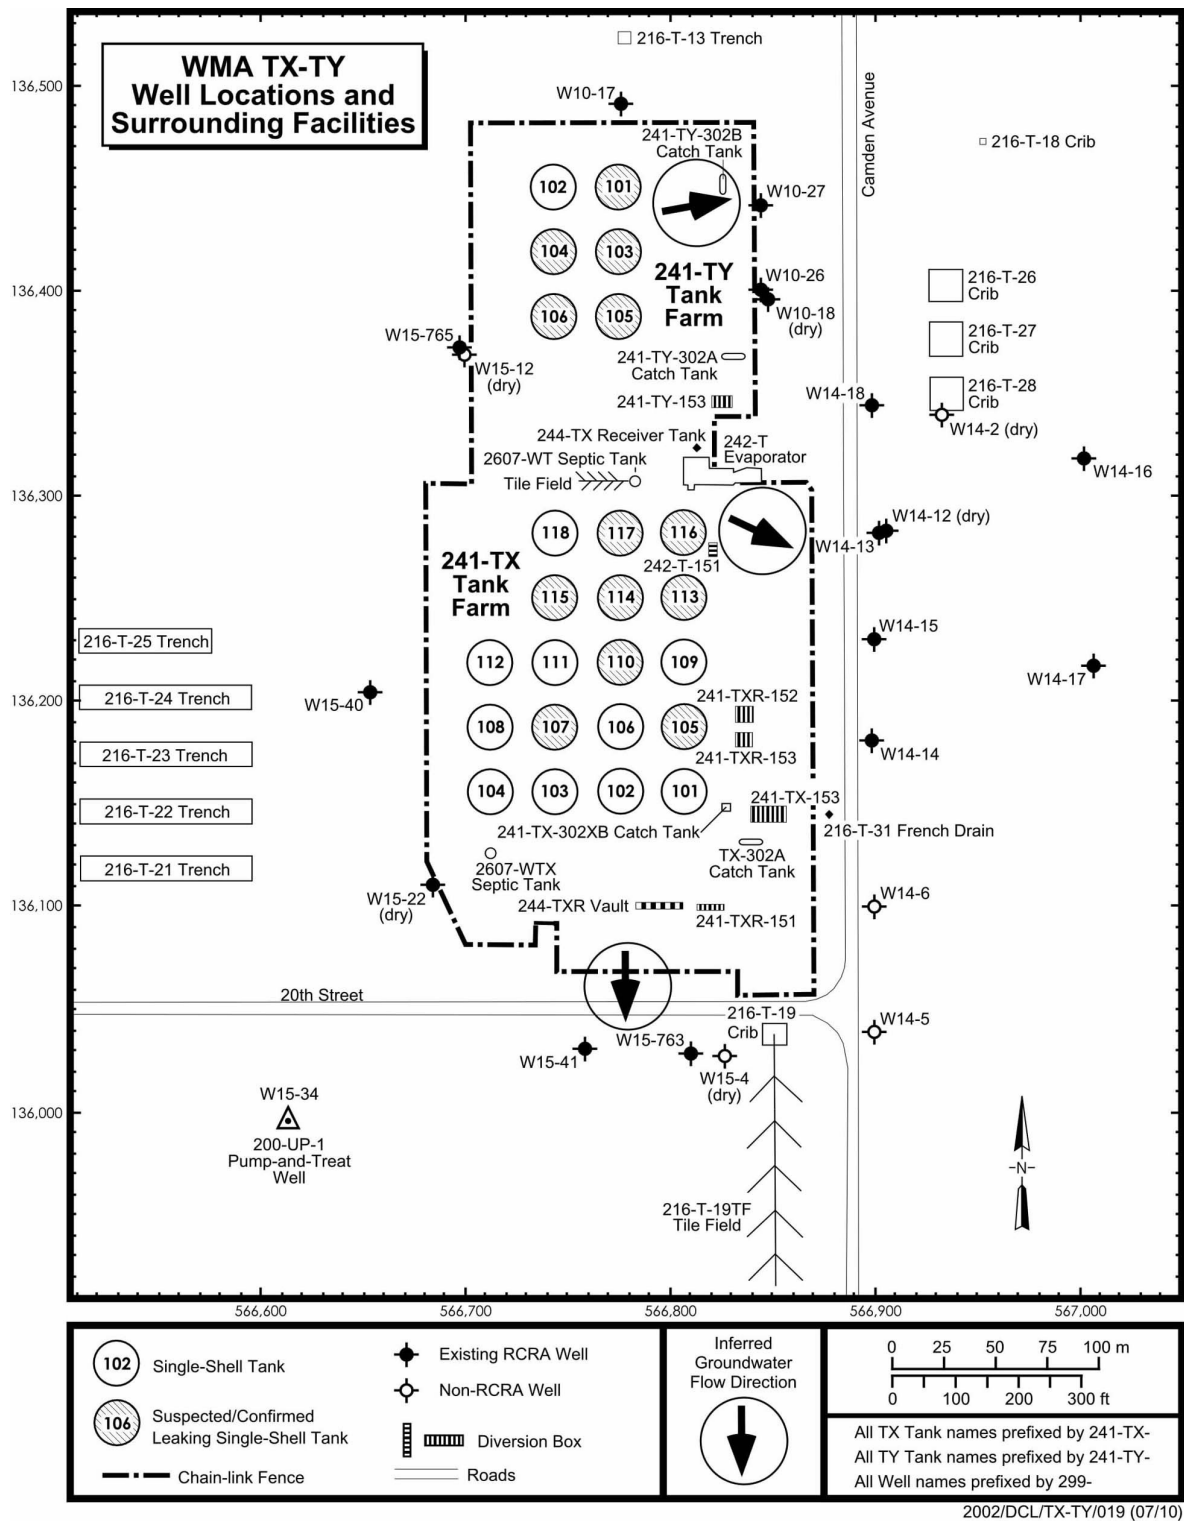 WMA TX-TY
Well Locations and
Surrounding Facilities
216-T-13 Trench
136,500
W10-17
Camden Avenue
241-TY-302B
Catch Tank
216-T-18 Crib
102
101
W10-27
104
103
241-TY
Tank
Farm
W10-26
216-T-26
Crib
136,400
W10-18
(dry)
106
105
216-T-27
Crib
W15-765
W15-12
(dry)
241-TY-302A
Catch Tank
W14-18
216-T-28
Crib
241-TY-153
W14-2 (dry)
244-TX Receiver Tank
242-T
Evaporator
2607-WT Septic Tank
Tile Field
W14-16
136,300
118
117
116
W14-12 (dry)
W14-13
242-T-151
241-TX
Tank
Farm
115
114
113
216-T-25 Trench
W14-15
112
111
110
109
W14-17
216-T-24 Trench
136,200
W15-40
241-TXR-152
108
107
106
105
216-T-23 Trench
241-TXR-153
W14-14
104
103
102
101
241-TX-153
216-T-22 Trench
241-TX-302XB Catch Tank
216-T-31 French Drain
216-T-21 Trench
2607-WTX
Septic Tank
TX-302A
Catch Tank
W15-22
(dry)
136,100
244-TXR Vault
241-TXR-151
W14-6
20th Street
216-T-19
Crib
W14-5
W15-41
W15-763
W15-4
(dry)
W15-34
136,000
200-UP-1
Pump-and-Treat
Well
-N-
216-T-19TF
Tile Field
566,600
566,700
566,800
566,900
567,000
102
Single-Shell Tank
106
Suspected/Confirmed
Leaking Single-Shell Tank
Chain-link Fence
Existing RCRA Well
Non-RCRA Well
Diversion Box
Roads
Inferred
Groundwater
Flow Direction
0 25 50 75 100 m
0 100 200 300 ft
All TX Tank names prefixed by 241-TX-
All TY Tank names prefixed by 241-TY-
All Well names prefixed by 299-
2002/DCL/TX-TY/019 (07/10)